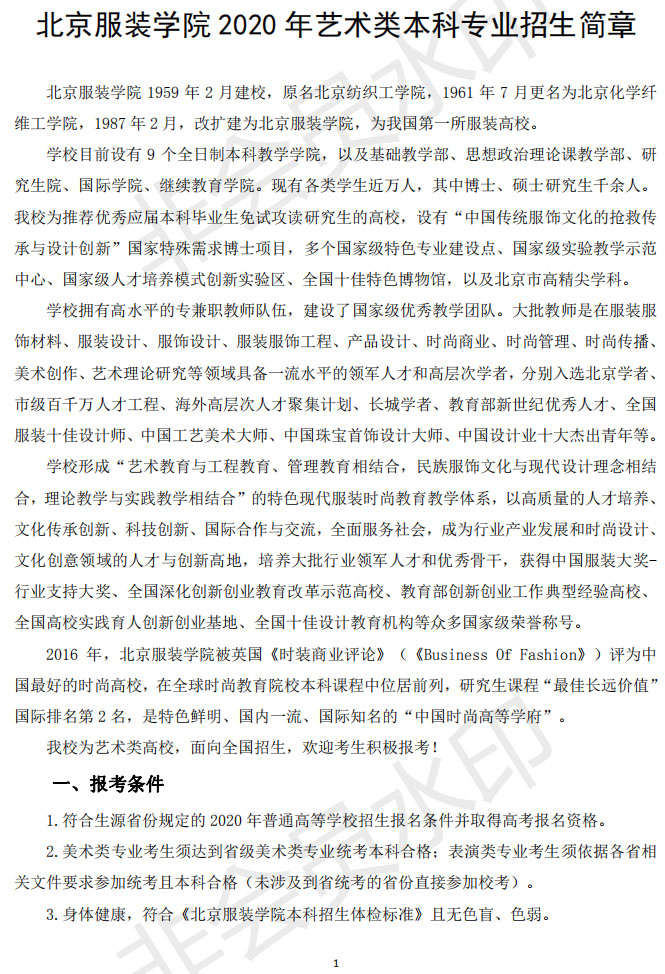 北京服装学院 2020 年艺术类本科专业招生简章
北京服装学院 1959 年 2 月建校，原名北京纺织工学院，1961 年 7 月更名为北京化学纤
维工学院，1987 年 2 月，改扩建为北京服装学院，为我国第一所服装高校。
学校目前设有 9 个全日制本科教学学院，以及基础教学部、思想政治理论课教学部、研
究生院、国际学院、继续教育学院。现有各类学生近万人，其中博士、硕士研究生千余人。
我校为推荐优秀应届本科毕业生免试攻读研究生的高校，设有“中国传统服饰文化的抢救传
承与设计创新”国家特殊需求博士项目，多个国家级特色专业建设点、国家级实验教学示范
中心、国家级人才培养模式创新实验区、全国十佳特色博物馆，以及北京市高精尖学科。
学校拥有高水平的专兼职教师队伍，建设了国家级优秀教学团队。大批教师是在服装服
饰材料、服装设计、服饰设计、服装服饰工程、产品设计、时尚商业、时尚管理、时尚传播、
美术创作、艺术理论研究等领域具备一流水平的领军人才和高层次学者，分别入选北京学者、
市级百千万人才工程、海外高层次人才聚集计划、长城学者、教育部新世纪优秀人才、全国
服装十佳设计师、中国工艺美术大师、中国珠宝首饰设计大师、中国设计业十大杰出青年等。
学校形成“艺术教育与工程教育、管理教育相结合，民族服饰文化与现代设计理念相结
合，理论教学与实践教学相结合”的特色现代服装时尚教育教学体系，以高质量的人才培养、
文化传承创新、科技创新、国际合作与交流，全面服务社会，成为行业产业发展和时尚设计、
文化创意领域的人才与创新高地，培养大批行业领军人才和优秀骨干，获得中国服装大奖-
行业支持大奖、全国深化创新创业教育改革示范高校、教育部创新创业工作典型经验高校、
全国高校实践育人创新创业基地、全国十佳设计教育机构等众多国家级荣誉称号。
2016 年，北京服装学院被英国《时装商业评论》（《Business Of Fashion》）评为中
国最好的时尚高校，在全球时尚教育院校本科课程中位居前列，研究生课程“最佳长远价值”
国际排名第 2 名，是特色鲜明、国内一流、国际知名的“中国时尚高等学府”。
我校为艺术类高校，面向全国招生，欢迎考生积极报考！
一、报考条件
1.符合生源省份规定的 2020 年普通高等学校招生报名条件并取得高考报名资格。
2.美术类专业考生须达到省级美术类专业统考本科合格；表演类专业考生须依据各省相
关文件要求参加统考且本科合格（未涉及到省统考的省份直接参加校考）。
3.身体健康，符合《北京服装学院本科招生体检标准》且无色盲、色弱。
1
非会员水印
非会员水印